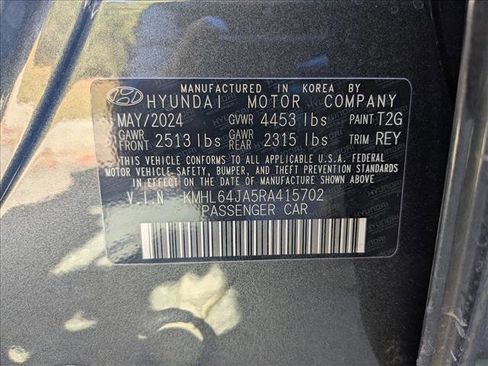 MANUFACTURED IN KOREA BY
HYUNDAI MOTOR COMPANY
MAY/2024 GVWR 4453 lbs PAINT T2G
GAWR FRONT 2513 lbs GAWR REAR 2315 lbs TRIM REY
THIS VEHICLE CONFORMS TO ALL APPLICABLE U.S.A. FEDERAL
MOTOR VEHICLE SAFETY, BUMPER, AND THEFT PREVENTION STANDARDS
IN EFFECT ON THE DATE OF MANUFACTURE SHOWN ABOVE.
V.I.N KMHL64JA5RA415702
PASSENGER CAR